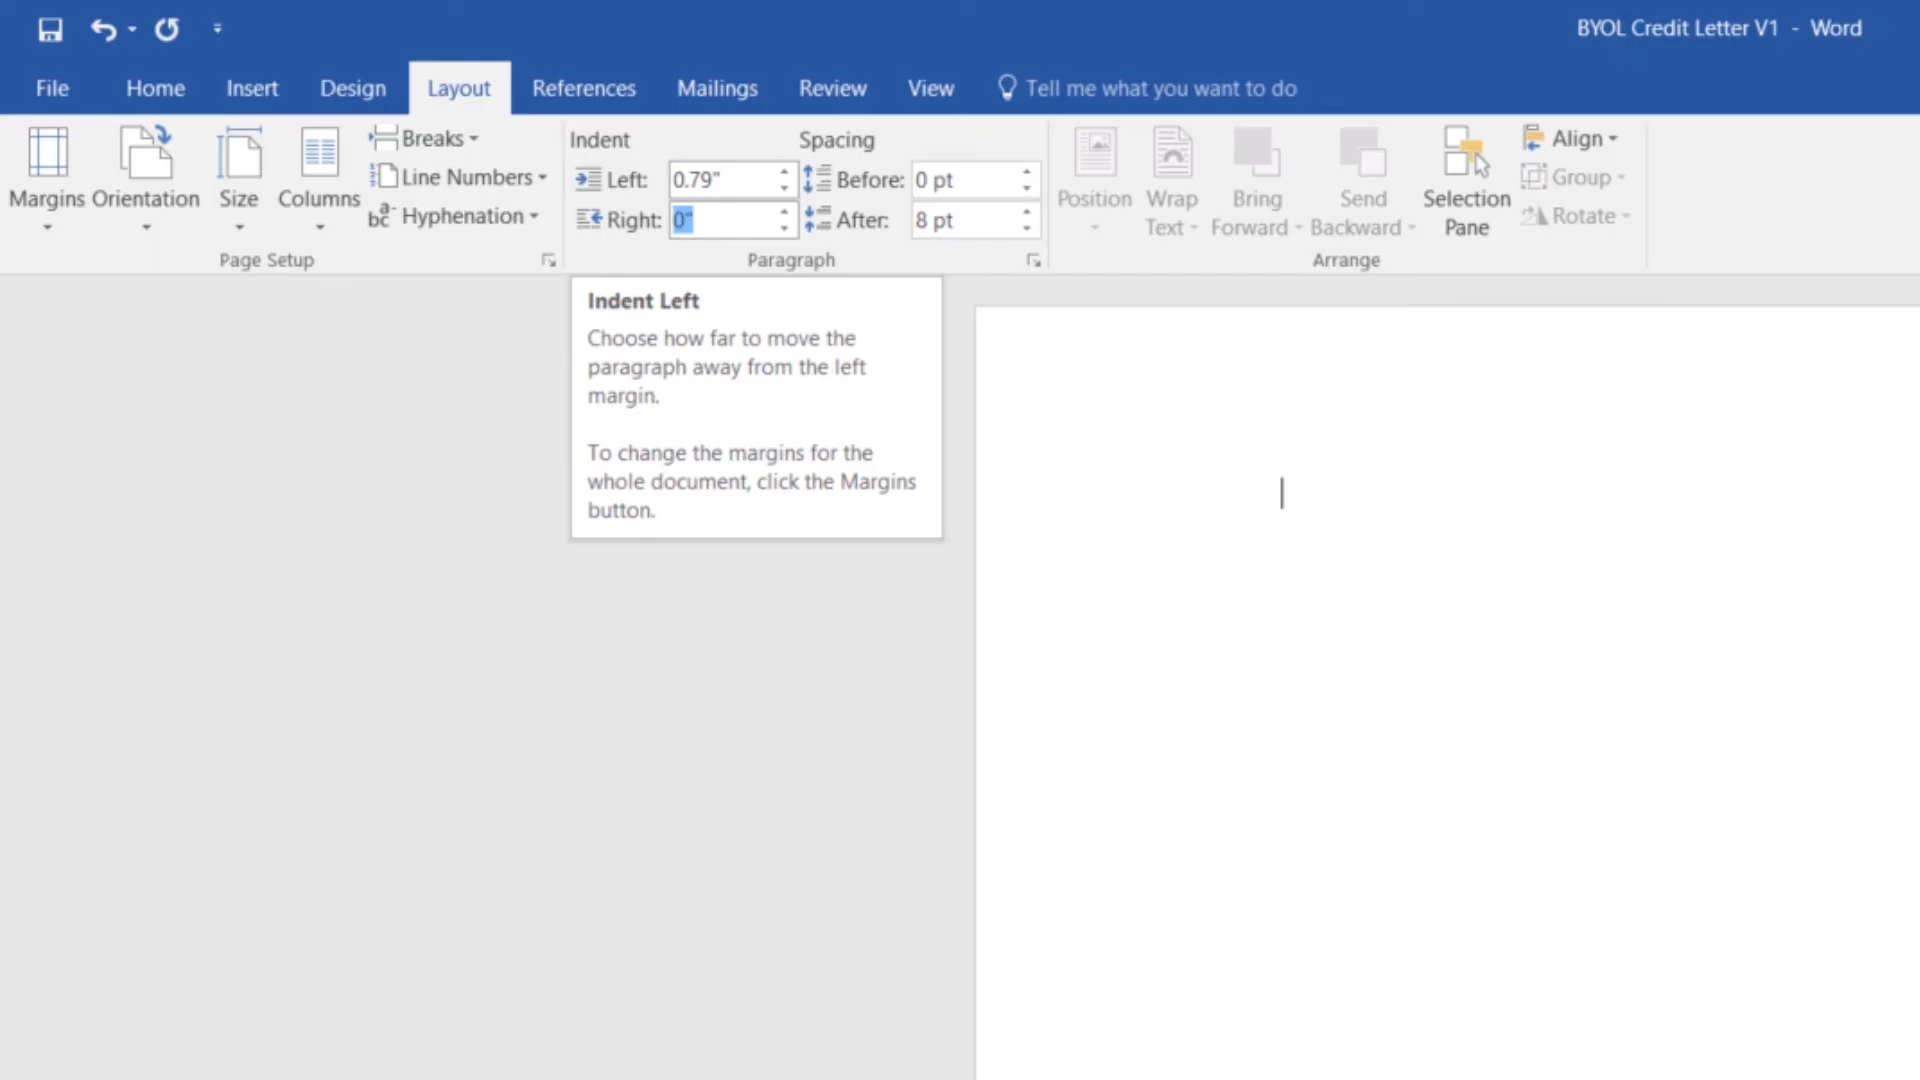 BYOL Credit Letter V1 - Word
File Home Insert Design Layout References Mailings Review View Tell me what you want to do
Margins Orientation Size Columns
Breaks
Line Numbers
Hyphenation
Page Setup
Indent
Left: 0.79"
Right: 0"
Spacing
Before: 0 pt
After: 8 pt
Paragraph
Position
Wrap
Text
Bring
Forward
Send
Backward
Selection
Pane
Align
Group
Rotate
Arrange
Indent Left
Choose how far to move the
paragraph away from the left
margin.
To change the margins for the
whole document, click the Margins
button.